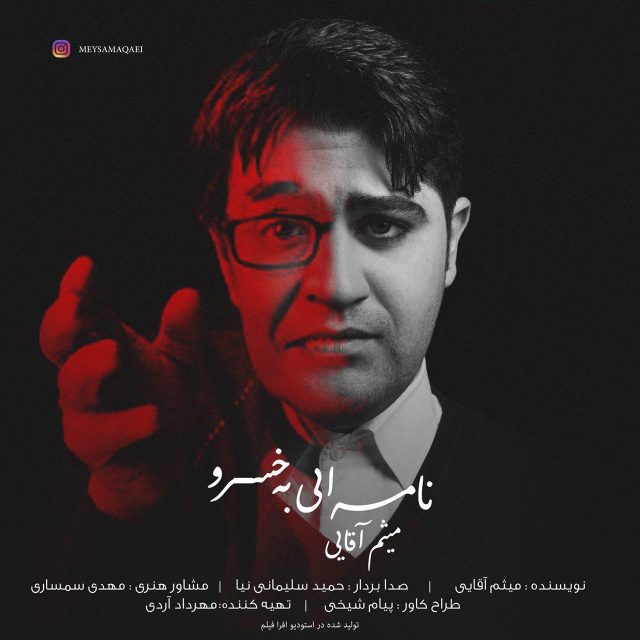 MEYSAMAQAEI
نامه ایی به خسرو
میثم آقایی
نویسنده : میثم آقایی | صدا بردار : حمید سلیمانی نیا | مشاور هنری : مهدی سمساری
طراح کاور : پیام شیخی | تهیه کننده:مهرداد آردی
تولید شده در استودیو افرا فیلم